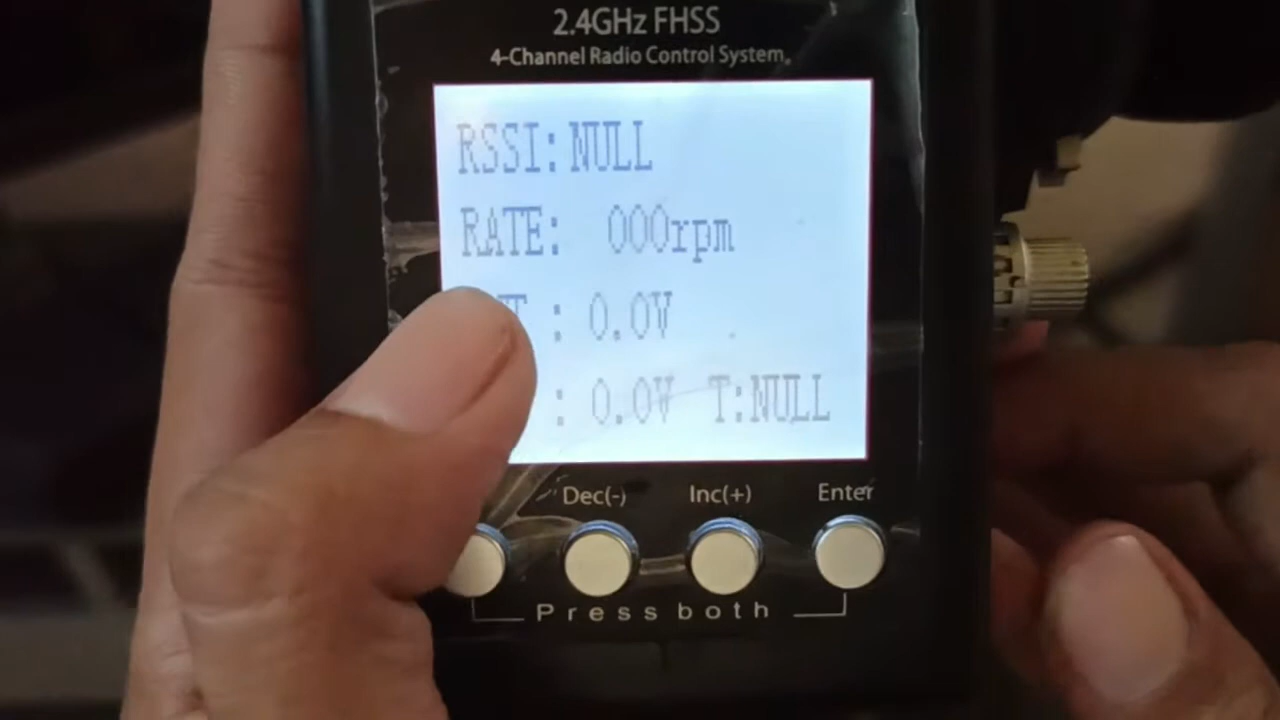 2.4GHz FHSS
4-Channel Radio Control System
RSSI: NULL
RATE: 000rpm
T : 0.0V
: 0.0V T:NULL
Dec(-) Inc(+) Enter
Press both